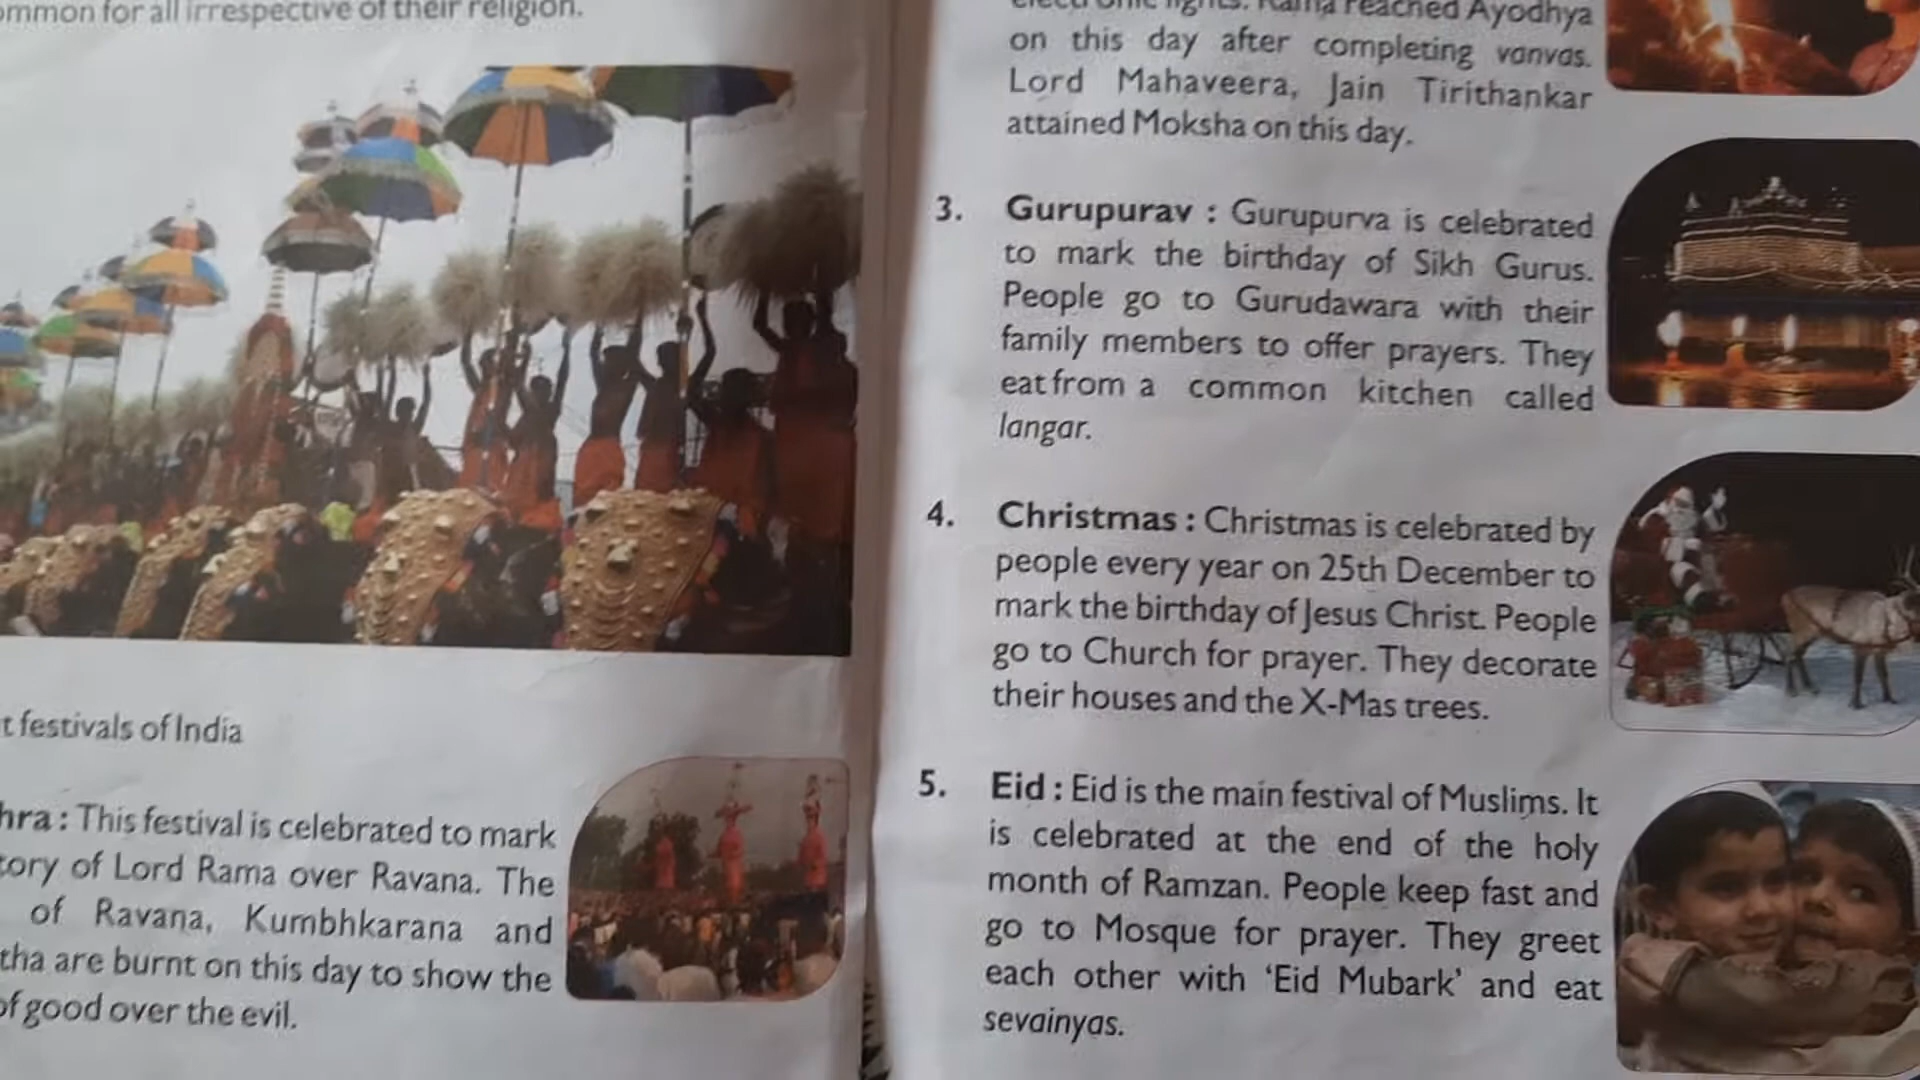 for all irrespective of their religion.
festivals of India
: This festival is celebrated to mark
of Lord Rama over Ravana. The
of Ravana, Kumbhkarana and
are burnt on this day to show the
of good over the evil.
lights. Rama reached Ayodhya
on this day after completing vanvas.
Lord Mahaveera, Jain Tirithankar
attained Moksha on this day.
3. Gurupurav : Gurupurva is celebrated
to mark the birthday of Sikh Gurus.
People go to Gurudawara with their
family members to offer prayers. They
eat from a common kitchen called
langar.
4. Christmas : Christmas is celebrated by
people every year on 25th December to
mark the birthday of Jesus Christ. People
go to Church for prayer. They decorate
their houses and the X-Mas trees.
5. Eid : Eid is the main festival of Muslims. It
is celebrated at the end of the holy
month of Ramzan. People keep fast and
go to Mosque for prayer. They greet
each other with ‘Eid Mubark’ and eat
sevainyas.